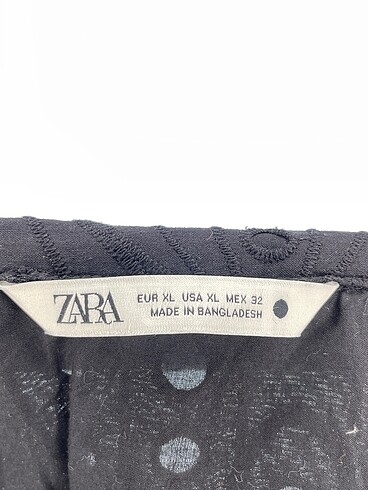 ZARA
EUR XL USA XL MEX 32
MADE IN BANGLADESH